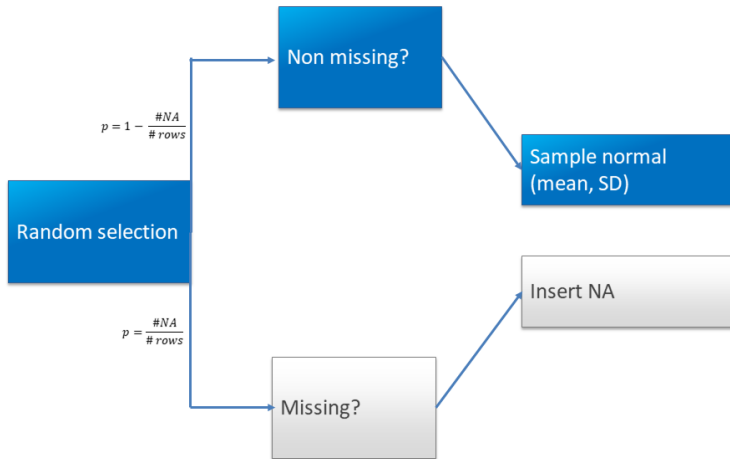 Non missing?
p = 1 − #NA / # rows
Sample normal
(mean, SD)
Random selection
Insert NA
p = #NA / # rows
Missing?